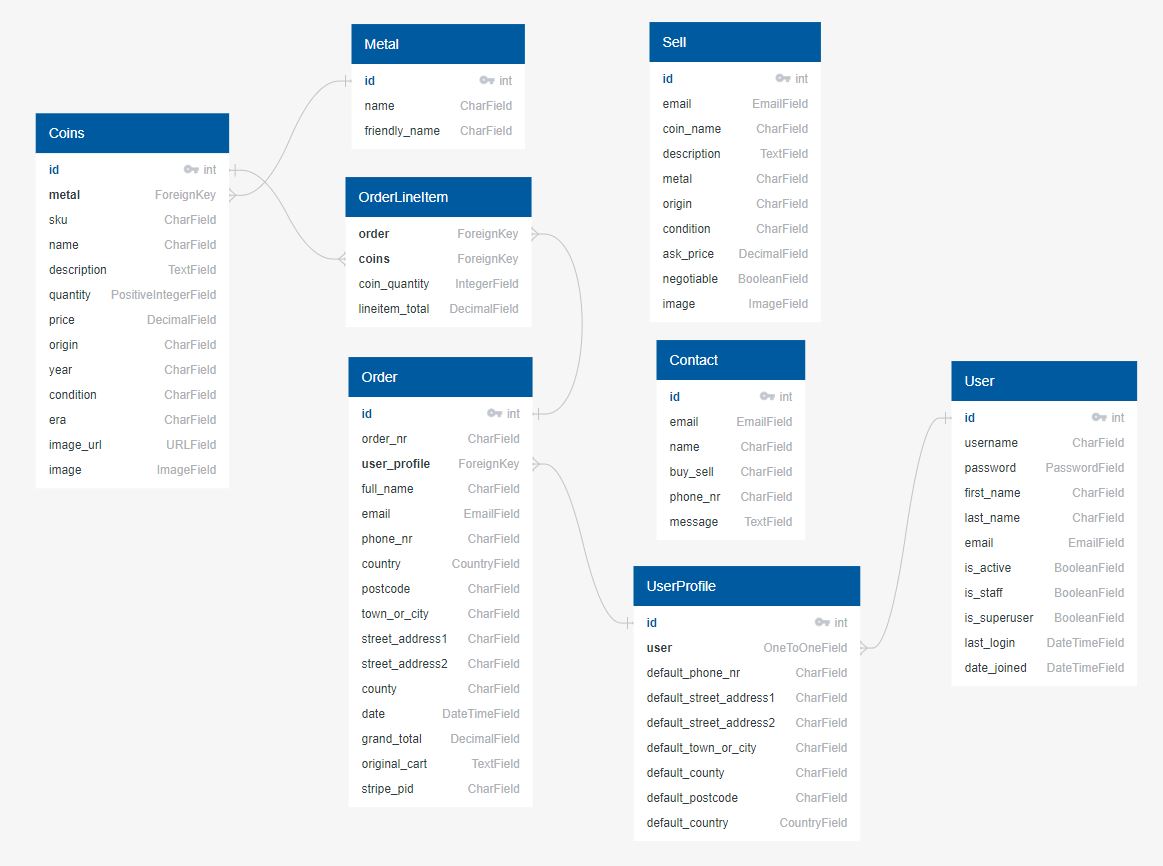 Coins
id int
metal ForeignKey
sku CharField
name CharField
description TextField
quantity PositiveIntegerField
price DecimalField
origin CharField
year CharField
condition CharField
era CharField
image_url URLField
image ImageField
Metal
id int
name CharField
friendly_name CharField
OrderLineItem
order ForeignKey
coins ForeignKey
coin_quantity IntegerField
lineitem_total DecimalField
Order
id int
order_nr CharField
user_profile ForeignKey
full_name CharField
email EmailField
phone_nr CharField
country CountryField
postcode CharField
town_or_city CharField
street_address1 CharField
street_address2 CharField
county CharField
date DateTimeField
grand_total DecimalField
original_cart TextField
stripe_pid CharField
Sell
id int
email EmailField
coin_name CharField
description TextField
metal CharField
origin CharField
condition CharField
ask_price DecimalField
negotiable BooleanField
image ImageField
Contact
id int
email EmailField
name CharField
buy_sell CharField
phone_nr CharField
message TextField
UserProfile
id int
user OneToOneField
default_phone_nr CharField
default_street_address1 CharField
default_street_address2 CharField
default_town_or_city CharField
default_county CharField
default_postcode CharField
default_country CountryField
User
id int
username CharField
password PasswordField
first_name CharField
last_name CharField
email EmailField
is_active BooleanField
is_staff BooleanField
is_superuser BooleanField
last_login DateTimeField
date_joined DateTimeField